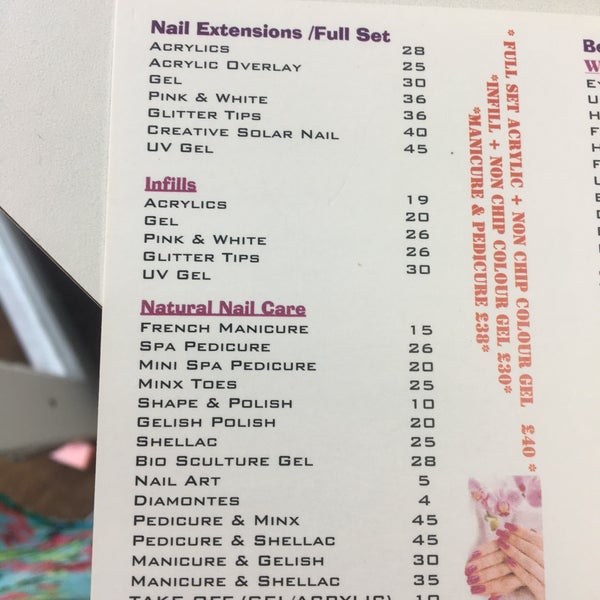 Nail Extensions /Full Set
Acrylics 28
Acrylic Overlay 25
Gel 30
Pink & White 36
Glitter Tips 36
Creative Solar Nail 40
UV Gel 45
Infills
Acrylics 19
Gel 20
Pink & White 26
Glitter Tips 26
UV Gel 30
Natural Nail Care
French Manicure 15
Spa Pedicure 26
Mini Spa Pedicure 20
Minx Toes 25
Shape & Polish 10
Gelish Polish 20
Shellac 25
Bio Sculture Gel 28
Nail Art 5
Diamontes 4
Pedicure & Minx 45
Pedicure & Shellac 45
Manicure & Gelish 30
Manicure & Shellac 35
Take Off (Gel/Acrylic) 10
* FULL SET ACRYLIC + NON CHIP COLOUR GEL £40 *
*INFILL + NON CHIP COLOUR GEL £30*
*MANICURE & PEDICURE £38*